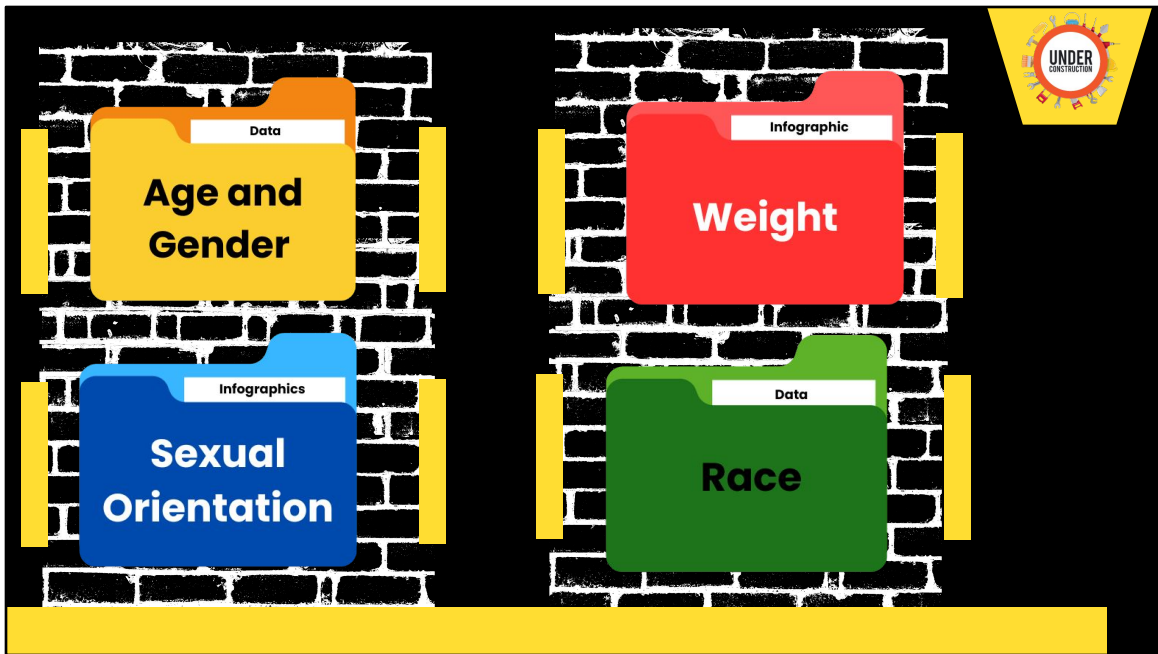 UNDER
CONSTRUCTION
Data
Age and
Gender
Infographic
Weight
Infographics
Sexual
Orientation
Data
Race